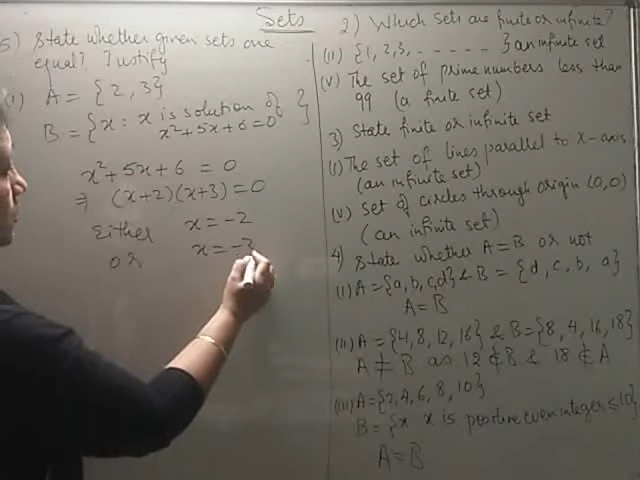 Sets
5) State whether given sets are
equal? Justify
(i) A = {2, 3}
B = {x : x is solution of
x²+5x+6=0}
x²+5x+6 = 0
⇒ (x+2)(x+3)=0
Either x = -2
or x = -3
2) Which sets are finite or infinite?
(ii) {1, 2, 3, - - - - - - } an infinite set
(v) The set of prime numbers less than
99 (a finite set)
3) State finite or infinite set
(i) The set of lines parallel to x-axis
(an infinite set)
(v) Set of circles through origin (0,0)
(an infinite set)
4) State whether A=B or not
(i) A={a, b, c, d} & B = {d, c, b, a}
A=B
(ii) A = {4, 8, 12, 16} & B={8, 4, 16, 18}
A ≠ B as 12 ∉ B & 18 ∉ A
(iii) A={2, 4, 6, 8, 10}
B = {x x is positive even integer ≤ 10}
A=B